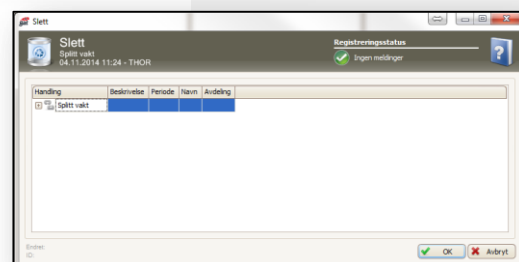 Slett
Slett
Splitt vakt
04.11.2014 11:24 - THOR
Registreringsstatus
Ingen meldinger
Handling Beskrivelse Periode Navn Avdeling
Splitt vakt
Endret:
ID:
OK Avbryt